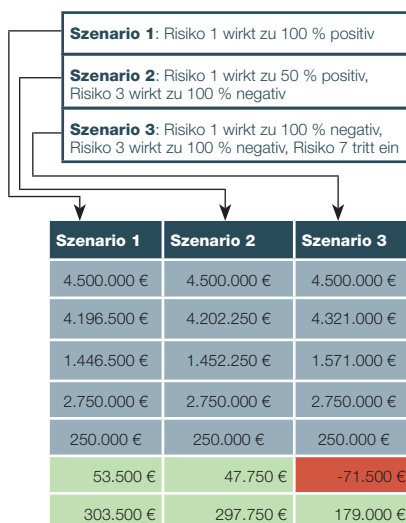 Szenario 1: Risiko 1 wirkt zu 100 % positiv
Szenario 2: Risiko 1 wirkt zu 50 % positiv,
Risiko 3 wirkt zu 100 % negativ
Szenario 3: Risiko 1 wirkt zu 100 % negativ,
Risiko 3 wirkt zu 100 % negativ, Risiko 7 tritt ein
Szenario 1 Szenario 2 Szenario 3
4.500.000 € 4.500.000 € 4.500.000 €
4.196.500 € 4.202.250 € 4.321.000 €
1.446.500 € 1.452.250 € 1.571.000 €
2.750.000 € 2.750.000 € 2.750.000 €
250.000 € 250.000 € 250.000 €
53.500 € 47.750 € -71.500 €
303.500 € 297.750 € 179.000 €